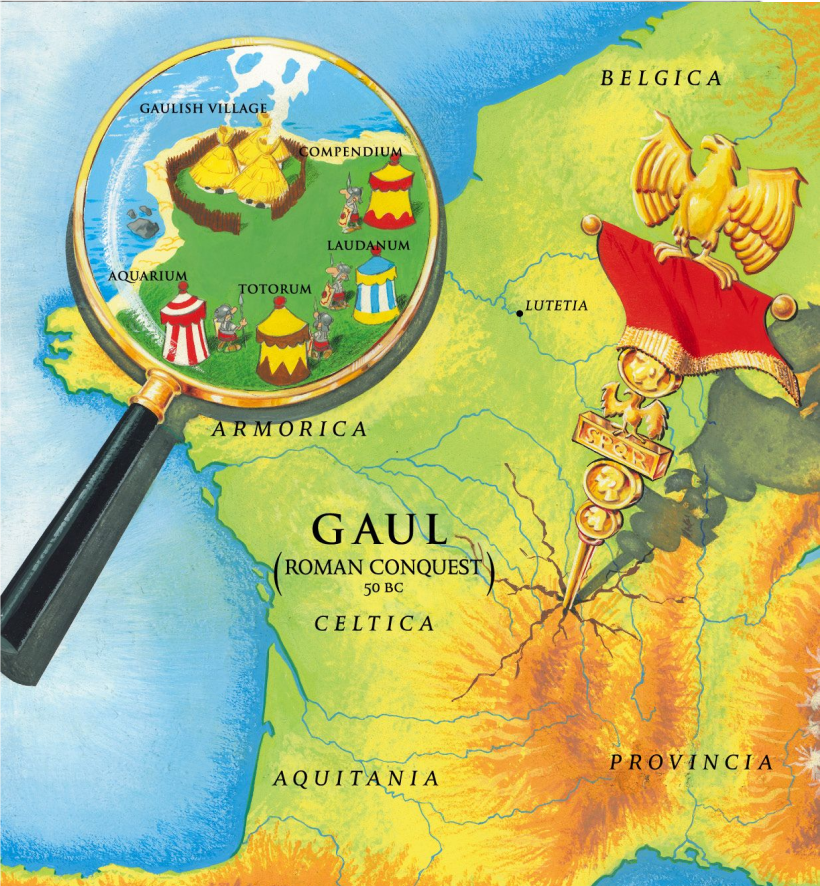 BELGICA
GAULISH VILLAGE
COMPENDIUM
LAUDANUM
AQUARIUM
TOTORUM
LUTETIA
ARMORICA
SPQR
GAUL
(ROMAN CONQUEST)
50 BC
CELTICA
PROVINCIA
AQUITANIA